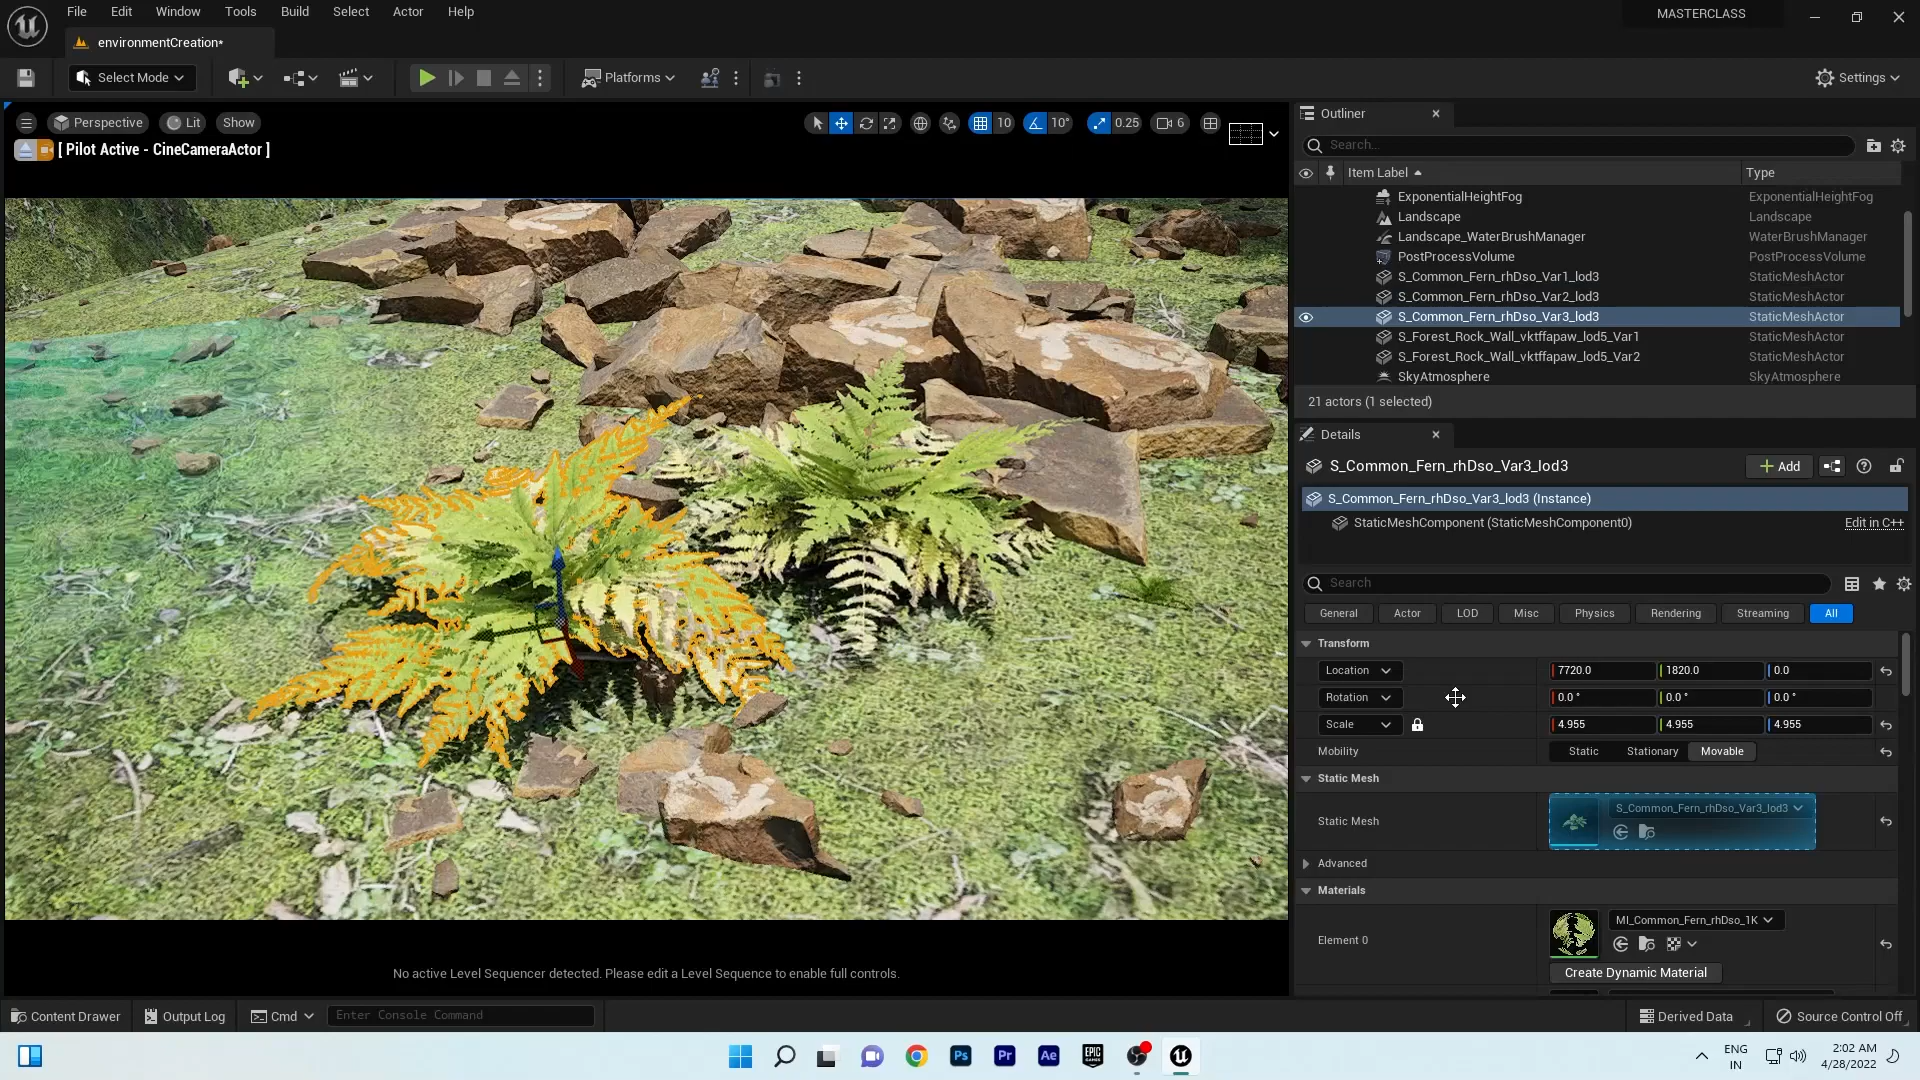 File Edit Window Tools Build Select Actor Help
MASTERCLASS
environmentCreation*
Select Mode
Platforms
Settings
Perspective Lit Show
10 10° 0.25 6
[ Pilot Active - CineCameraActor ]
No active Level Sequencer detected. Please edit a Level Sequence to enable full controls.
Outliner
Search...
Item Label Type
ExponentialHeightFog ExponentialHeightFog
Landscape Landscape
Landscape_WaterBrushManager WaterBrushManager
PostProcessVolume PostProcessVolume
S_Common_Fern_rhDso_Var1_lod3 StaticMeshActor
S_Common_Fern_rhDso_Var2_lod3 StaticMeshActor
S_Common_Fern_rhDso_Var3_lod3 StaticMeshActor
S_Forest_Rock_Wall_vktffapaw_lod5_Var1 StaticMeshActor
S_Forest_Rock_Wall_vktffapaw_lod5_Var2 StaticMeshActor
SkyAtmosphere SkyAtmosphere
21 actors (1 selected)
Details
S_Common_Fern_rhDso_Var3_lod3
Add
S_Common_Fern_rhDso_Var3_lod3 (Instance)
StaticMeshComponent (StaticMeshComponent0) Edit in C++
Search
General Actor LOD Misc Physics Rendering Streaming All
Transform
Location 7720.0 1820.0 0.0
Rotation 0.0 ° 0.0 ° 0.0 °
Scale 4.955 4.955 4.955
Mobility Static Stationary Movable
Static Mesh
S_Common_Fern_rhDso_Var3_lod3
Static Mesh
Advanced
Materials
MI_Common_Fern_rhDso_1K
Element 0
Create Dynamic Material
Content Drawer Output Log Cmd Enter Console Command
Derived Data Source Control Off
Ps Pr Ae EPIC GAMES
ENG
IN
2:02 AM
4/28/2022